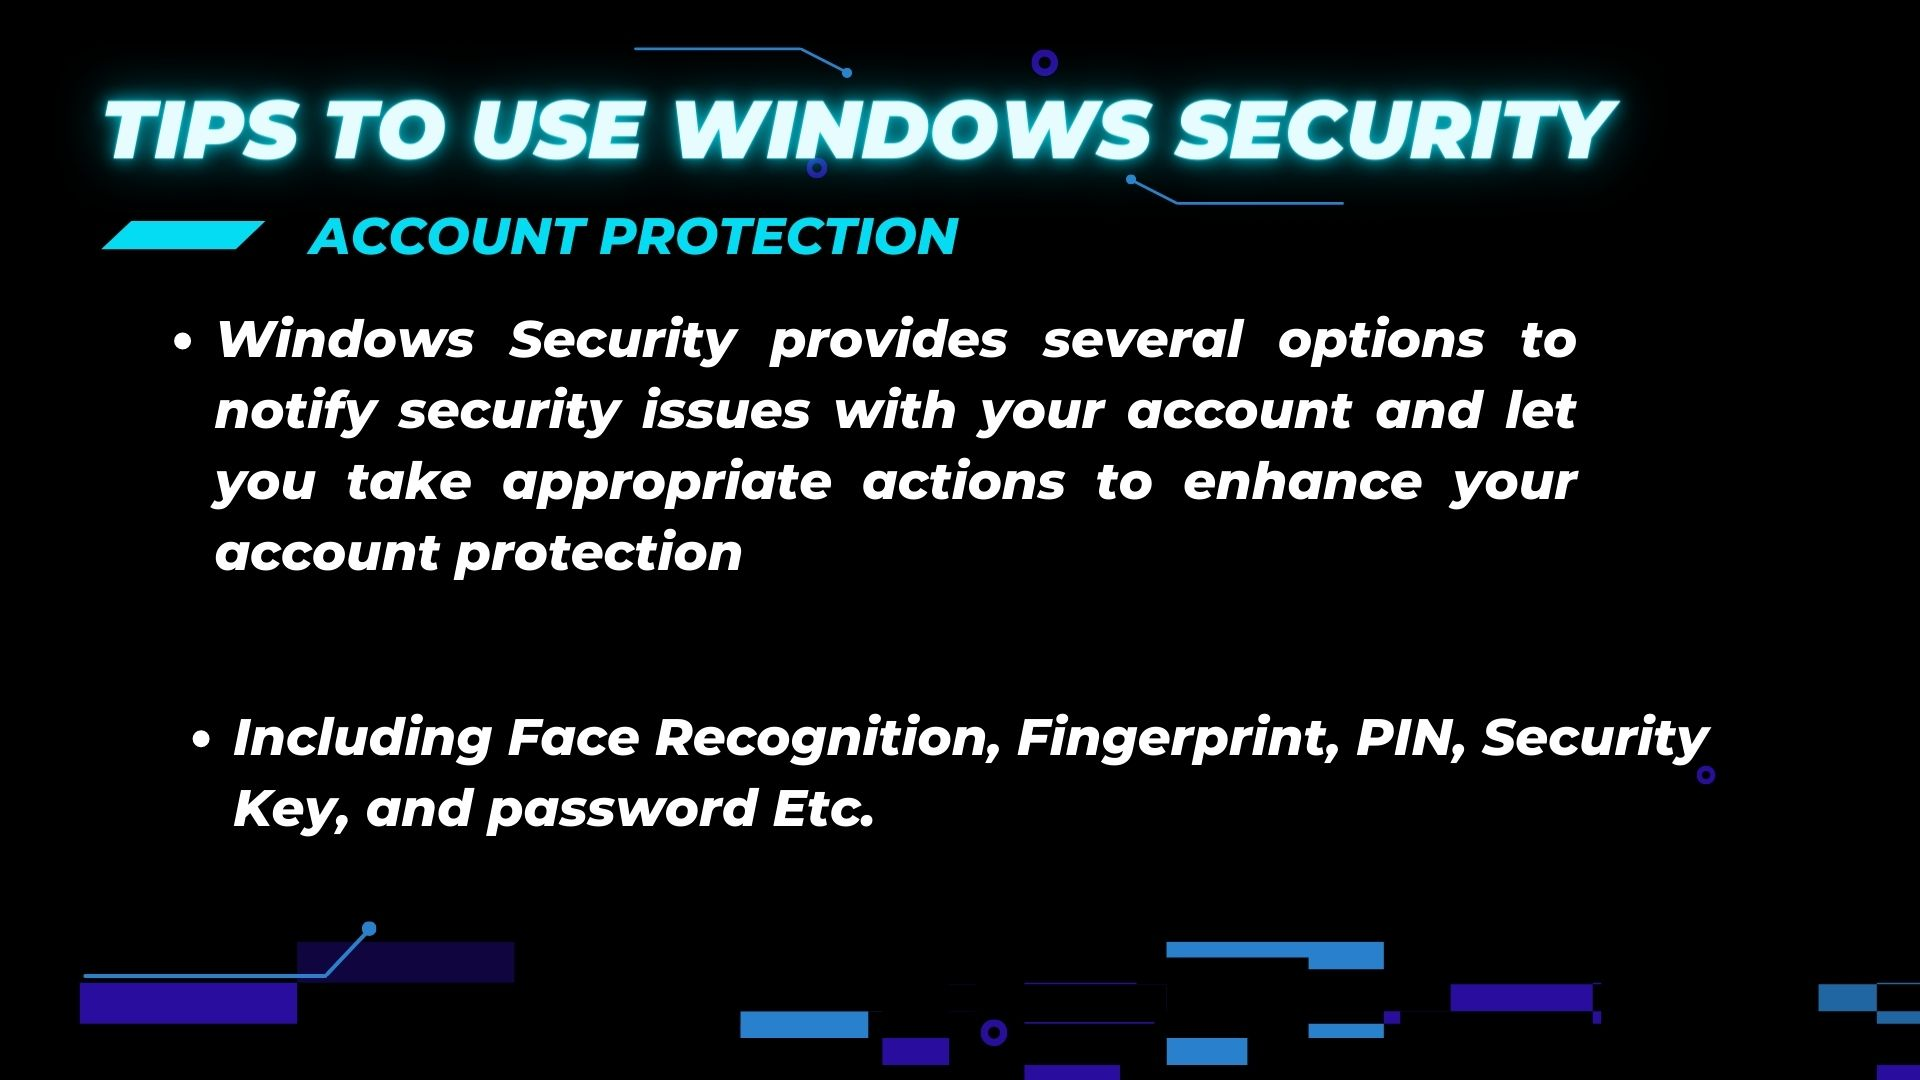 TIPS TO USE WINDOWS SECURITY
ACCOUNT PROTECTION
• Windows Security provides several options to
notify security issues with your account and let
you take appropriate actions to enhance your
account protection
• Including Face Recognition, Fingerprint, PIN, Security
Key, and password Etc.